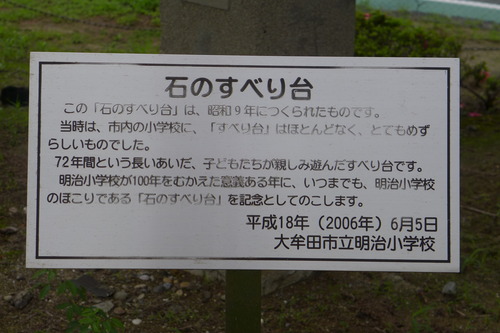 石のすべり台
この「石のすべり台」は、昭和9年につくられたものです。
当時は、市内の小学校に、「すべり台」はほとんどなく、とてもめず
らしいものでした。
72年間という長いあいだ、子どもたちが親しみ遊んだすべり台です。
明治小学校が100年をむかえた意義ある年に、いつまでも、明治小学校
のほこりである「石のすべり台」を記念としてのこします。
平成18年（2006年）6月5日
大牟田市立明治小学校